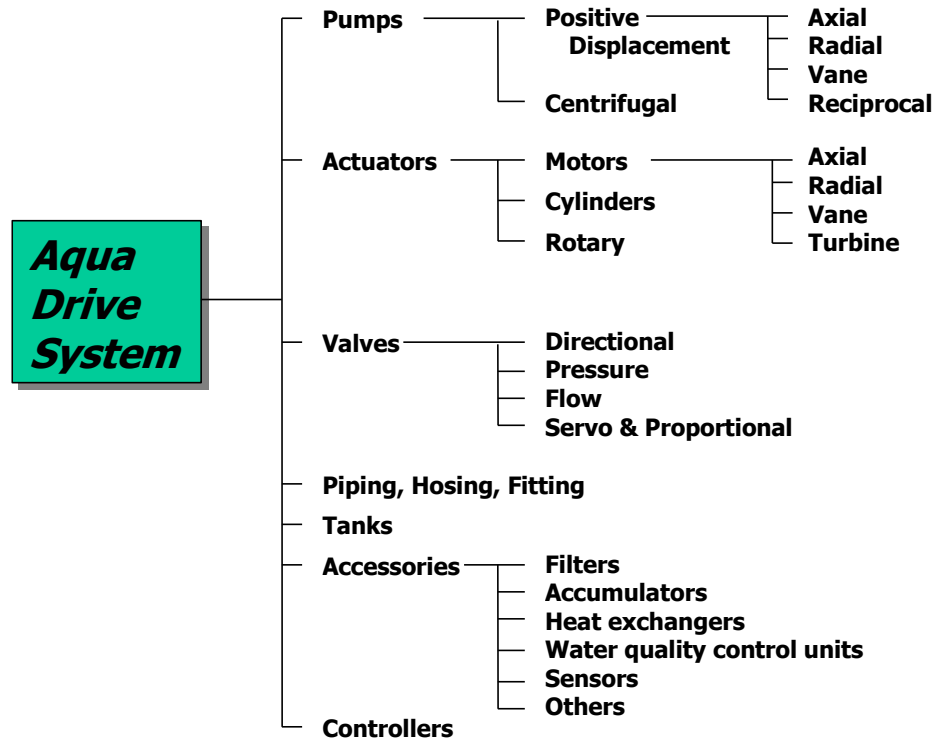 Aqua
Drive
System
Pumps
Positive
Displacement
Axial
Radial
Vane
Reciprocal
Centrifugal
Actuators
Motors
Axial
Radial
Vane
Turbine
Cylinders
Rotary
Valves
Directional
Pressure
Flow
Servo & Proportional
Piping, Hosing, Fitting
Tanks
Accessories
Filters
Accumulators
Heat exchangers
Water quality control units
Sensors
Others
Controllers